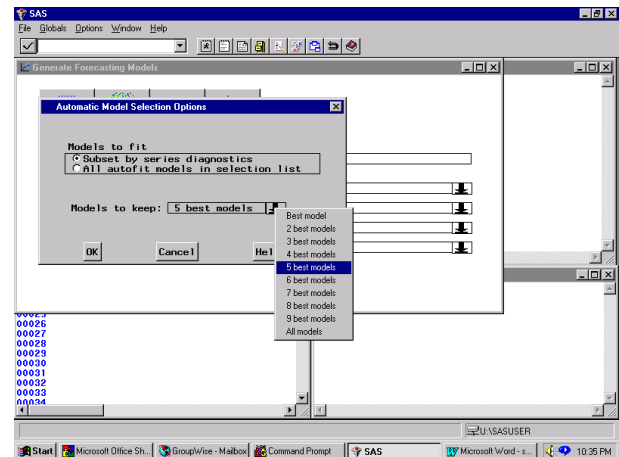 SAS
File Globals Options Window Help
Generate Forecasting Models
Automatic Model Selection Options
Models to fit
Subset by series diagnostics
All autofit models in selection list
Models to keep: 5 best models
Best model
2 best models
3 best models
4 best models
5 best models
6 best models
7 best models
8 best models
9 best models
All models
OK Cancel Hel
00025
00026
00027
00028
00029
00030
00031
00032
00033
00034
U:\SASUSER
Start Microsoft Office Sh... GroupWise - Mailbox Command Prompt SAS Microsoft Word - s... 10:35 PM